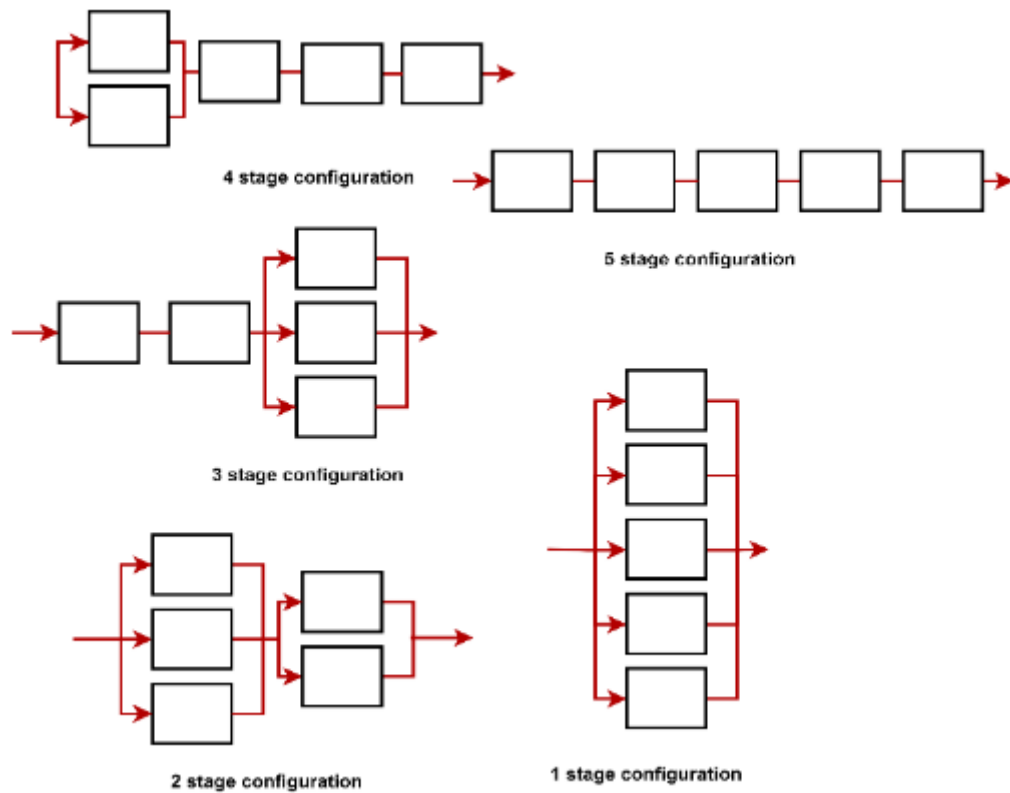 4 stage configuration
5 stage configuration
3 stage configuration
2 stage configuration
1 stage configuration